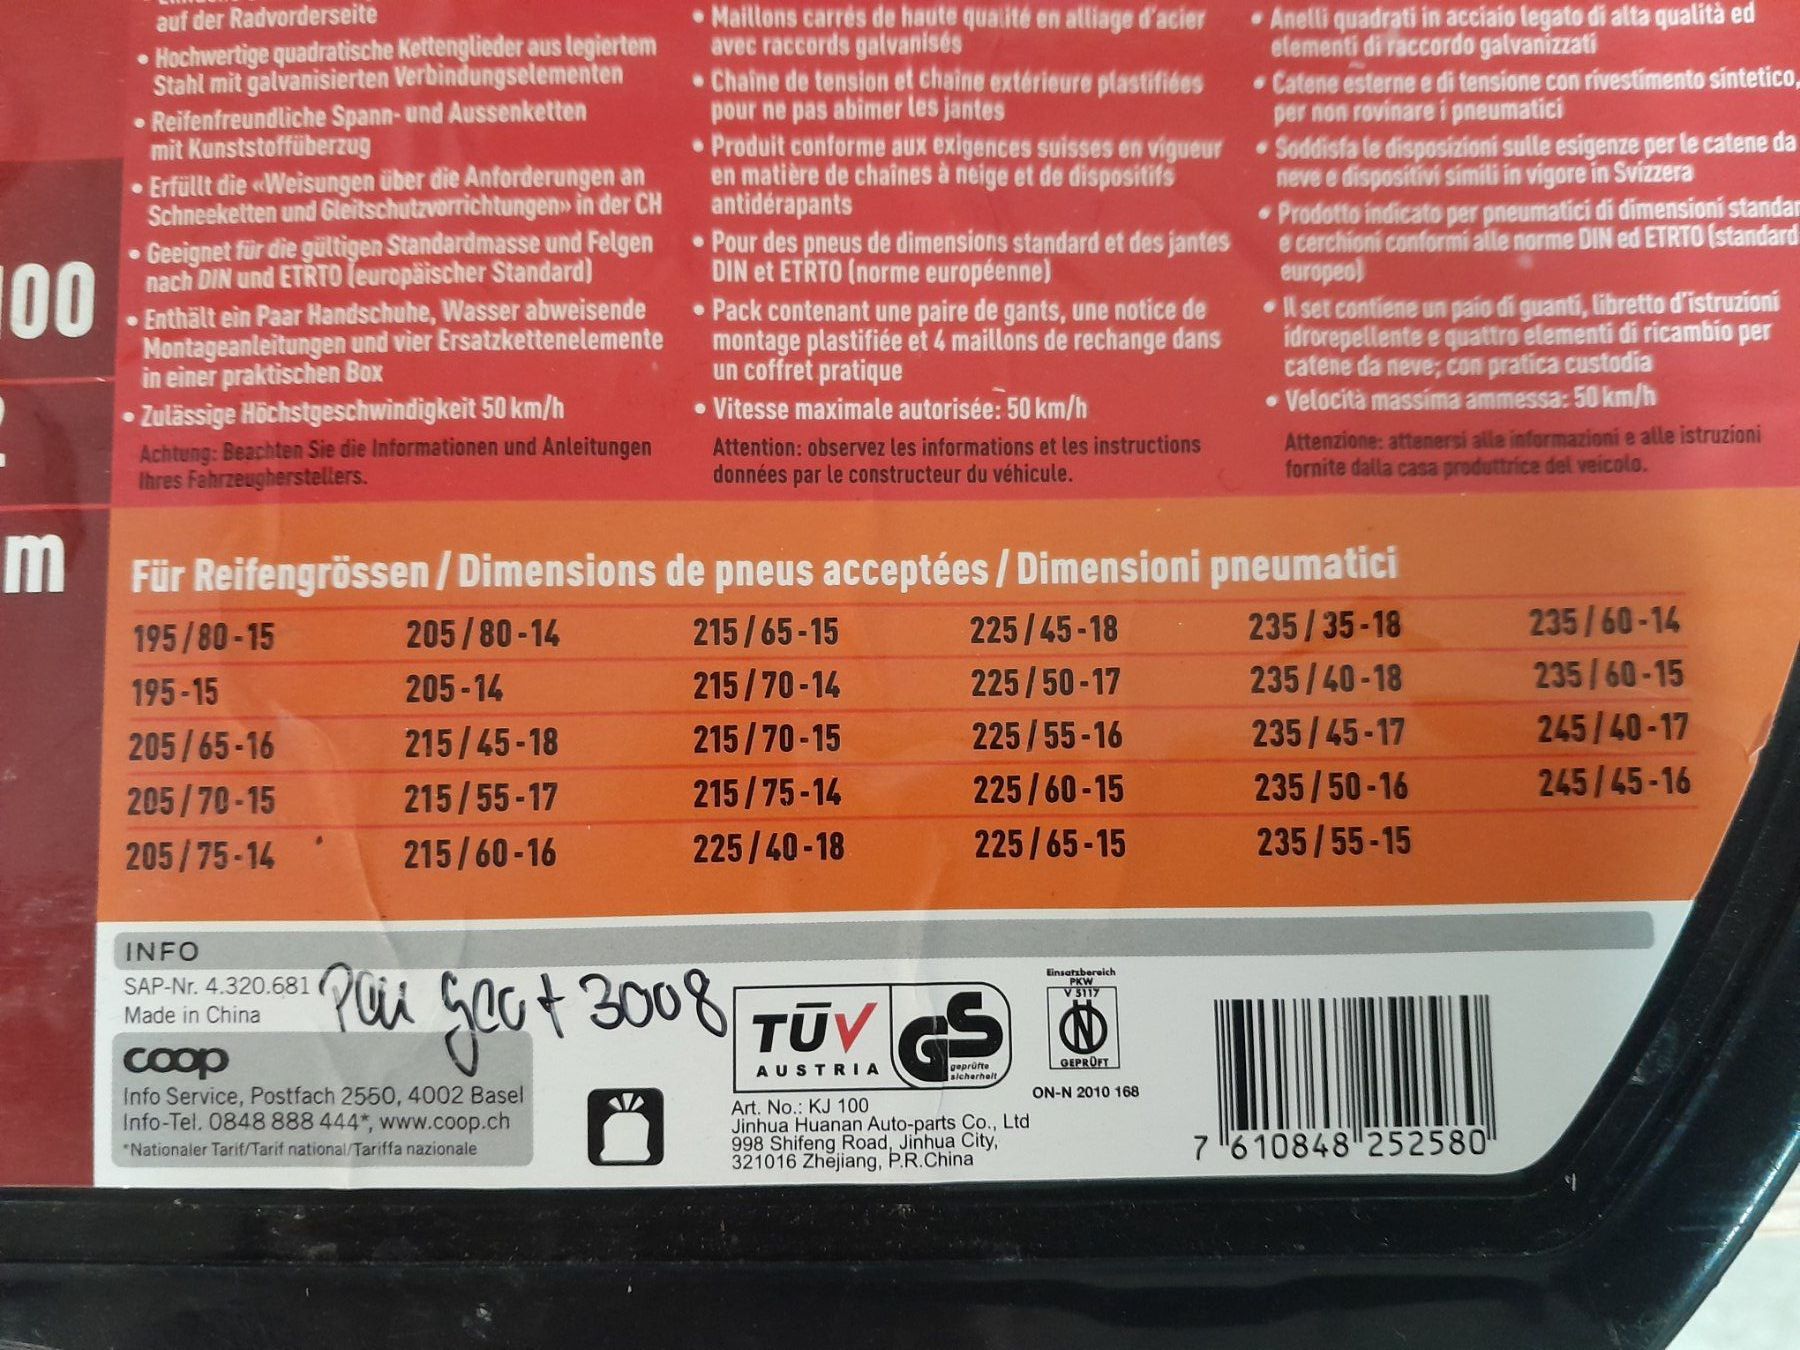 auf der Radvorderseite
• Hochwertige quadratische Kettenglieder aus legiertem
Stahl mit galvanisierten Verbindungselementen
• Reifenfreundliche Spann- und Aussenketten
mit Kunststoffüberzug
• Erfüllt die «Weisungen über die Anforderungen an
Schneeketten und Gleitschutzvorrichtungen» in der CH
• Geeignet für die gültigen Standardmasse und Felgen
nach DIN und ETRTO (europäischer Standard)
• Enthält ein Paar Handschuhe, Wasser abweisende
Montageanleitungen und vier Ersatzkettenelemente
in einer praktischen Box
• Zulässige Höchstgeschwindigkeit 50 km/h
Achtung: Beachten Sie die Informationen und Anleitungen
Ihres Fahrzeugherstellers.
• Maillons carrés de haute qualité en alliage d'acier
avec raccords galvanisés
• Chaîne de tension et chaîne extérieure plastifiées
pour ne pas abimer les jantes
• Produit conforme aux exigences suisses en vigueur
en matière de chaînes à neige et de dispositifs
antidérapants
• Pour des pneus de dimensions standard et des jantes
DIN et ETRTO (norme européenne)
• Pack contenant une paire de gants, une notice de
montage plastifiée et 4 maillons de rechange dans
un coffret pratique
• Vitesse maximale autorisée: 50 km/h
Attention: observez les informations et les instructions
données par le constructeur du véhicule.
• Anelli quadrati in acciaio legato di alta qualità ed
elementi di raccordo galvanizzati
• Catene esterne e di tensione con rivestimento sintetico,
per non rovinare i pneumatici
• Soddisfa le disposizioni sulle esigenze per le catene da
neve e dispositivi simili in vigore in Svizzera
• Prodotto indicato per pneumatici di dimensioni standar
e cerchioni conformi alle norme DIN ed ETRTO (standard
europeo)
• Il set contiene un paio di guanti, libretto d'istruzioni
idrorepellente e quattro elementi di ricambio per
catene da neve; con pratica custodia
• Velocità massima ammessa: 50 km/h
Attenzione: attenersi alle informazioni e alle istruzioni
fornite dalla casa produttrice del veicolo.
100
m
Für Reifengrössen / Dimensions de pneus acceptées / Dimensioni pneumatici
195/80-15 205/80-14 215/65-15 225/45-18 235/35-18 235/60-14
195-15 205-14 215/70-14 225/50-17 235/40-18 235/60-15
205/65-16 215/45-18 215/70-15 225/55-16 235/45-17 245/40-17
205/70-15 215/55-17 215/75-14 225/60-15 235/50-16 245/45-16
205/75-14 215/60-16 225/40-18 225/65-15 235/55-15
INFO
SAP-Nr. 4.320.681
Made in China
3008
coop
Info Service, Postfach 2550, 4002 Basel
Info-Tel. 0848 888 444*, www.coop.ch
*Nationaler Tarif/Tarif national/Tariffa nazionale
TÜV
AUSTRIA
GS
geprüfte
sicherheit
Art. No.: KJ 100
Jinhua Huanan Auto-parts Co., Ltd
998 Shifeng Road, Jinhua City,
321016 Zhejiang, P.R.China
Einsatzbereich
PKW
V 5117
N
GEPRÜFT
ON-N 2010 168
7 610848 252580